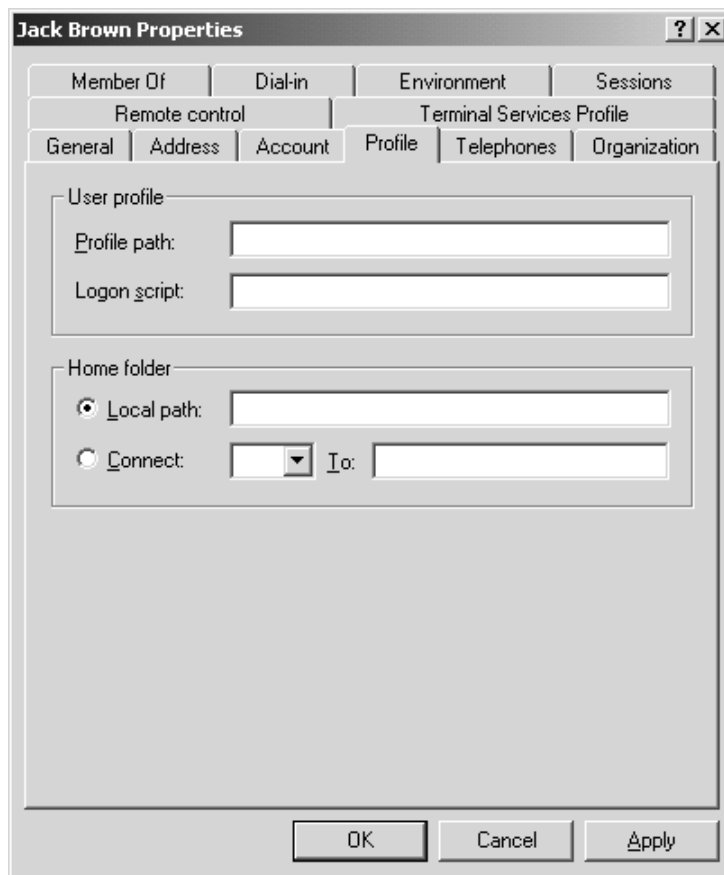 Jack Brown Properties
Member Of Dial-in Environment Sessions
Remote control Terminal Services Profile
General Address Account Profile Telephones Organization
User profile
Profile path:
Logon script:
Home folder
Local path:
Connect: To:
OK Cancel Apply